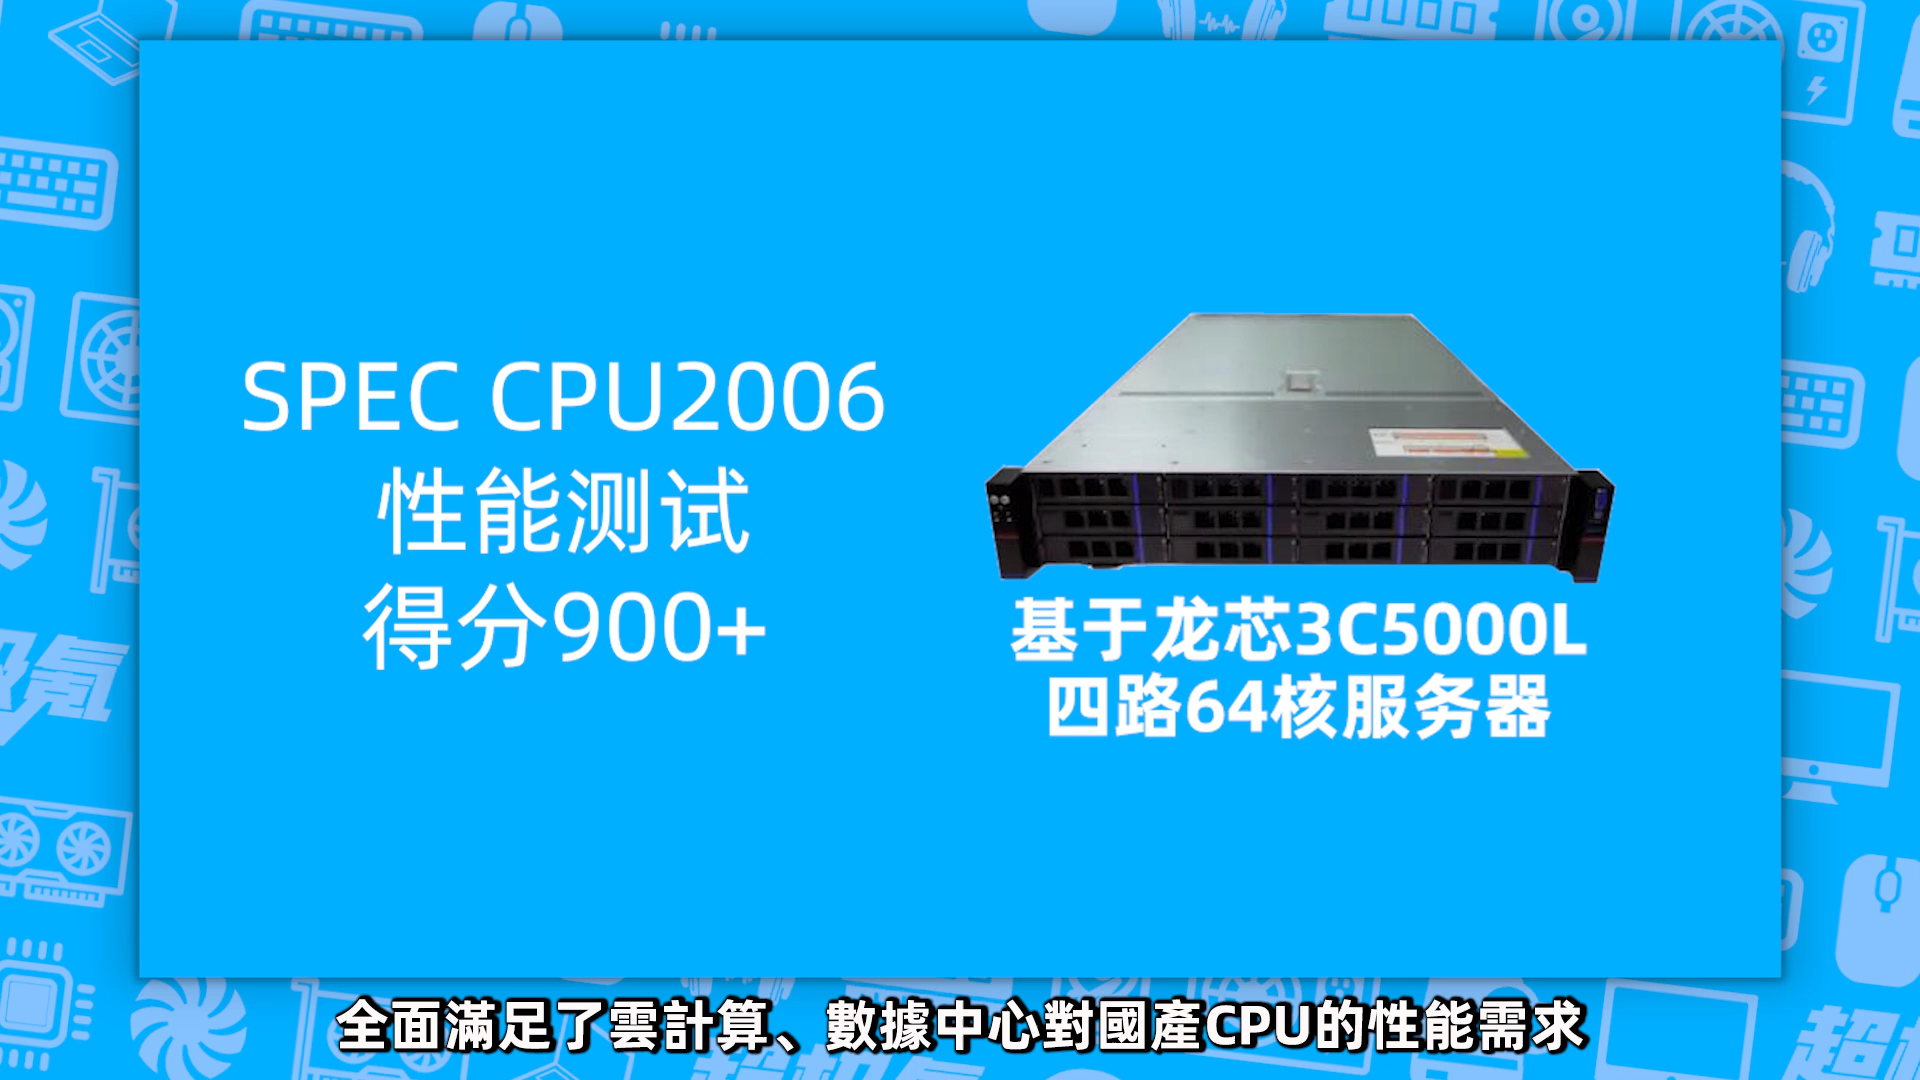 SPEC CPU2006
性能测试
得分900+
基于龙芯3C5000L
四路64核服务器
全面滿足了雲計算、數據中心對國產CPU的性能需求